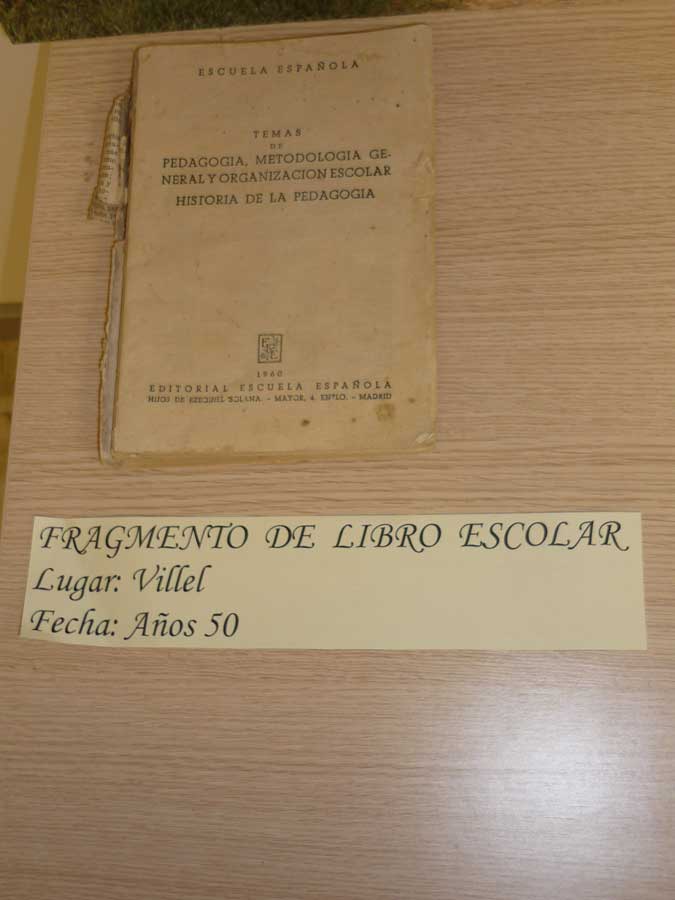 ESCUELA ESPAÑOLA
TEMAS
DE
PEDAGOGIA, METODOLOGIA GE-
NERAL Y ORGANIZACION ESCOLAR
HISTORIA DE LA PEDAGOGIA
1960
EDITORIAL ESCUELA ESPAÑOLA
HIJOS DE EZEQUIEL SOLANA. - MAYOR, 4, ENTLO. - MADRID
FRAGMENTO DE LIBRO ESCOLAR
Lugar: Villel
Fecha: Años 50